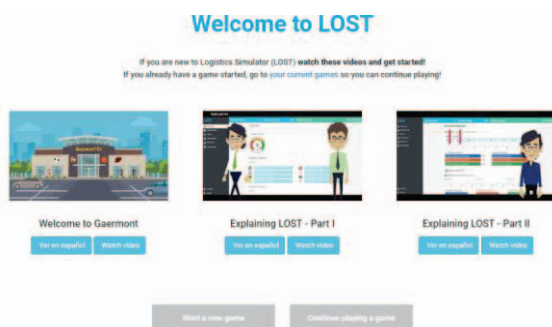 Welcome to LOST
If you are new to Logistics Simulator (LOST) watch these videos and get started!
If you already have a game started, go to your current games so you can continue playing!
Welcome to Gaermont
Explaining LOST - Part I
Explaining LOST - Part II
Ver en español
Watch video
Ver en español
Watch video
Ver en español
Watch video
Start a new game
Continue playing a game